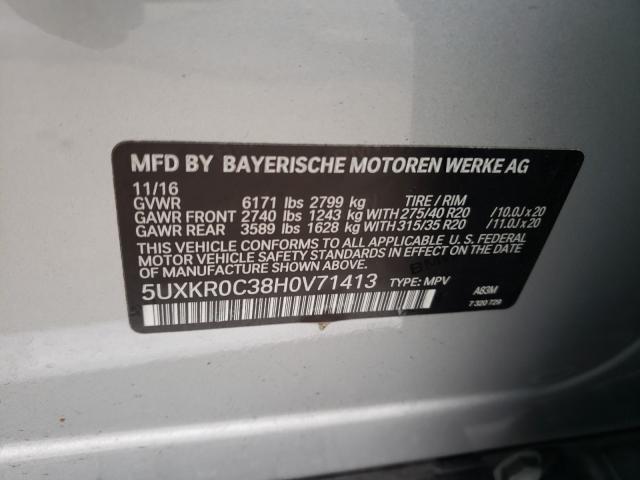 MFD BY BAYERISCHE MOTOREN WERKE AG
11/16
GVWR 6171 lbs 2799 kg TIRE / RIM
GAWR FRONT 2740 lbs 1243 kg WITH 275/40 R20 /10.0J x 20
GAWR REAR 3589 lbs 1628 kg WITH 315/35 R20 /11.0J x 20
THIS VEHICLE CONFORMS TO ALL APPLICABLE U. S. FEDERAL
MOTOR VEHICLE SAFETY STANDARDS IN EFFECT ON THE DATE
OF MANUFACTURE SHOWN ABOVE.
5UXKR0C38H0V71413 TYPE: MPV A83M
7 320 729